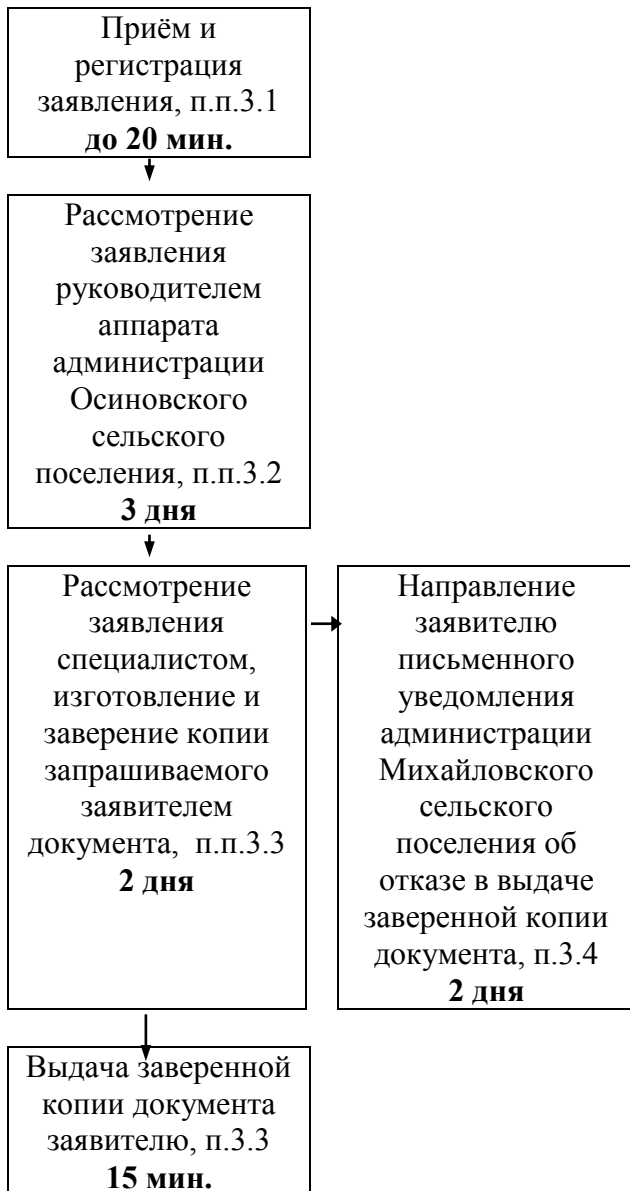 Приём и
регистрация
заявления, п.п.3.1
до 20 мин.
Рассмотрение
заявления
руководителем
аппарата
администрации
Осиновского
сельского
поселения, п.п.3.2
3 дня
Рассмотрение
заявления
специалистом,
изготовление и
заверение копии
запрашиваемого
заявителем
документа,  п.п.3.3
2 дня
Направление
заявителю
письменного
уведомления
администрации
Михайловского
сельского
поселения об
отказе в выдаче
заверенной копии
документа, п.3.4
2 дня
Выдача заверенной
копии документа
заявителю, п.3.3
15 мин.